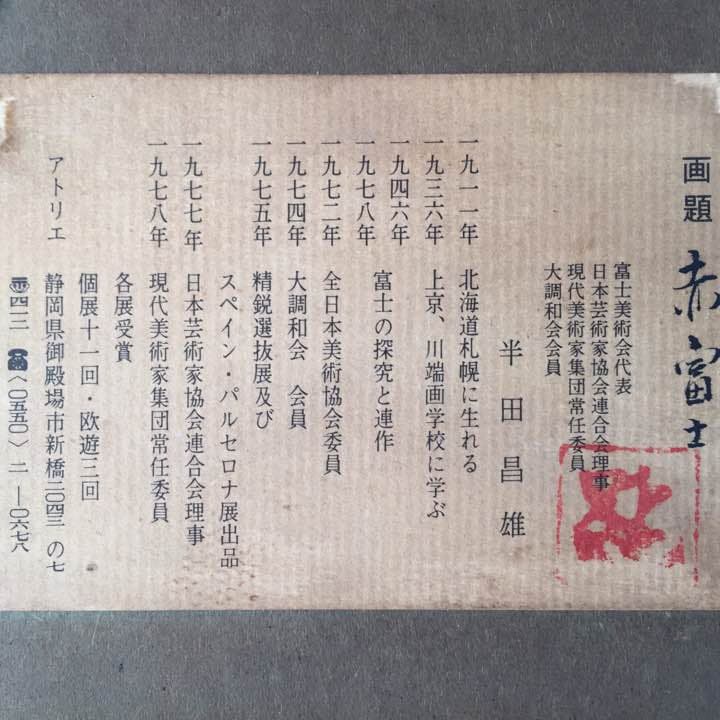 画題 赤富士
富士美術会代表
日本芸術家協会連合会理事
現代美術家集団常任委員
大調和会会員
半田昌雄
一九一一年 北海道札幌に生れる
一九三六年 上京、川端画学校に学ぶ
一九四六年
一九七八年 富士の探究と連作
一九七二年 全日本美術協会委員
一九七四年 大調和会 会員
一九七五年 精鋭選抜展及び
スペイン・パルセロナ展出品
一九七七年 日本芸術家協会連合会理事
一九七八年 現代美術家集団常任委員
各展受賞
個展十一回・欧遊三回
アトリエ 静岡県御殿場市新橋二〇四三の七
〠四一三 ☎〈〇五五〇〉二―〇六七八